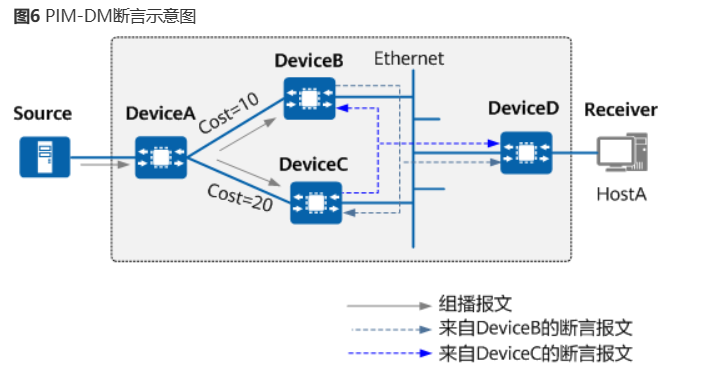 图6 PIM-DM断言示意图
DeviceB
Ethernet
Source
DeviceA
Cost=10
DeviceD
Receiver
DeviceC
Cost=20
HostA
组播报文
来自DeviceB的断言报文
来自DeviceC的断言报文